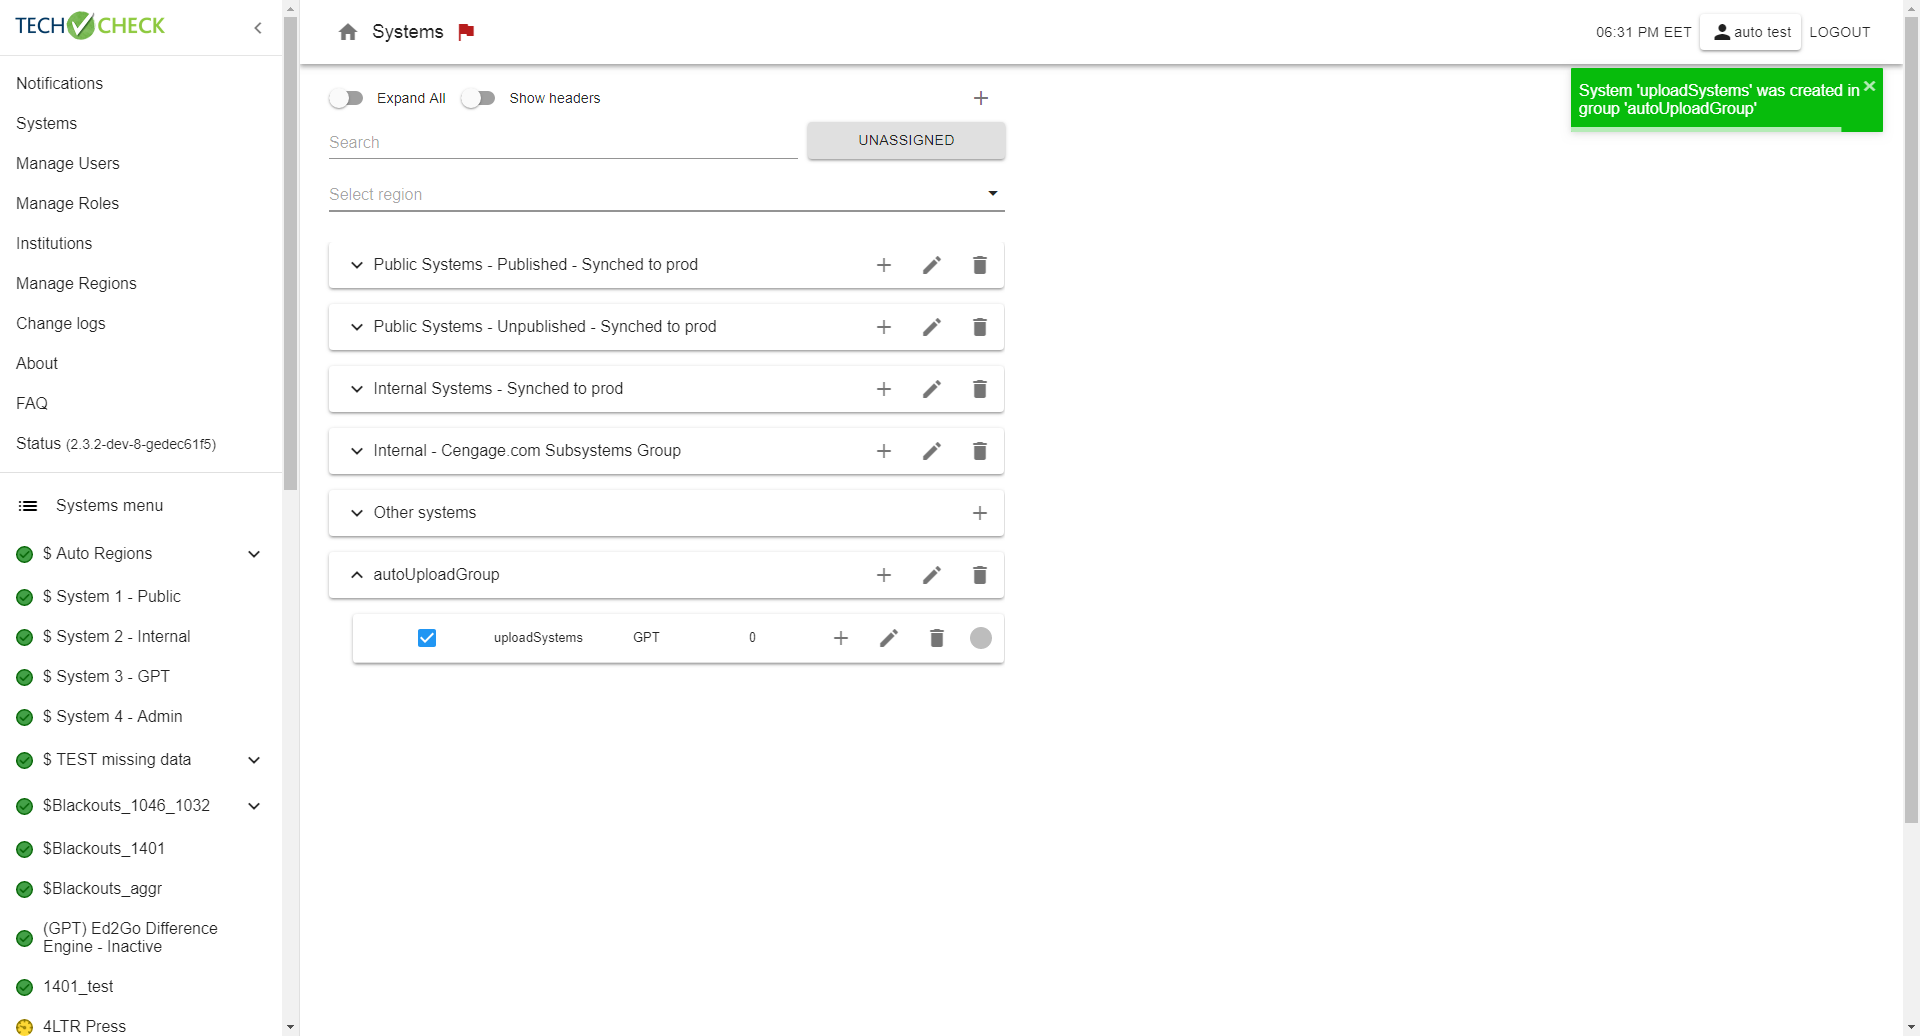 TECH CHECK
Notifications
Systems
Manage Users
Manage Roles
Institutions
Manage Regions
Change logs
About
FAQ
Status (2.3.2-dev-8-gedec61f5)
Systems menu
$ Auto Regions
$ System 1 - Public
$ System 2 - Internal
$ System 3 - GPT
$ System 4 - Admin
$ TEST missing data
$Blackouts_1046_1032
$Blackouts_1401
$Blackouts_aggr
(GPT) Ed2Go Difference
Engine - Inactive
1401_test
4LTR Press
Systems
06:31 PM EET
auto test
LOGOUT
System 'uploadSystems' was created in
group 'autoUploadGroup'
Expand All
Show headers
Search
UNASSIGNED
Select region
Public Systems - Published - Synched to prod
Public Systems - Unpublished - Synched to prod
Internal Systems - Synched to prod
Internal - Cengage.com Subsystems Group
Other systems
autoUploadGroup
uploadSystems GPT 0